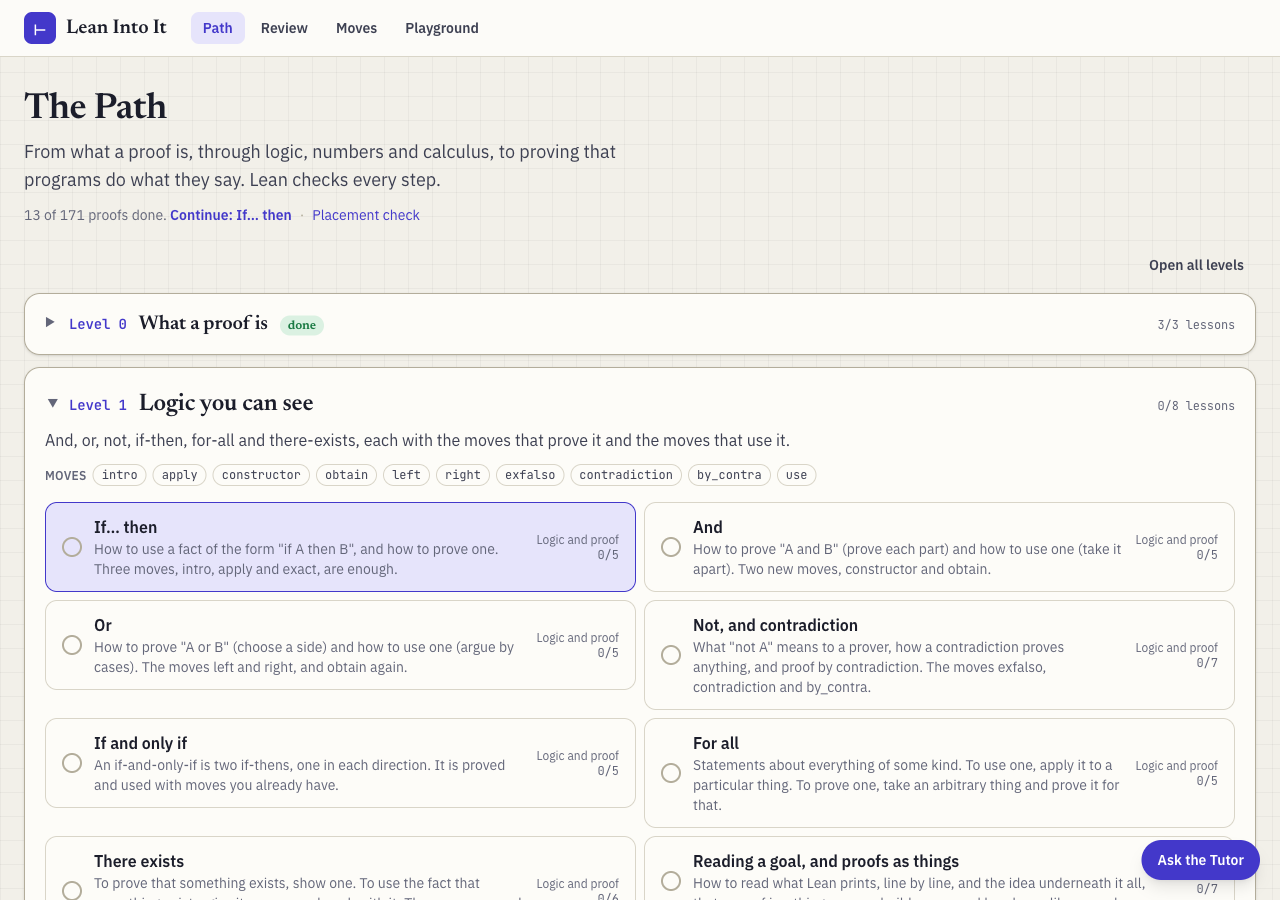 ⊢ Lean Into It Path Review Moves Playground
The Path
From what a proof is, through logic, numbers and calculus, to proving that
programs do what they say. Lean checks every step.
13 of 171 proofs done. Continue: If... then · Placement check
Open all levels
Level 0 What a proof is done 3/3 lessons
Level 1 Logic you can see 0/8 lessons
And, or, not, if-then, for-all and there-exists, each with the moves that prove it and the moves that use it.
MOVES intro apply constructor obtain left right exfalso contradiction by_contra use
If... then
How to use a fact of the form "if A then B", and how to prove one.
Three moves, intro, apply and exact, are enough.
Logic and proof
0/5
And
How to prove "A and B" (prove each part) and how to use one (take it
apart). Two new moves, constructor and obtain.
Logic and proof
0/5
Or
How to prove "A or B" (choose a side) and how to use one (argue by
cases). The moves left and right, and obtain again.
Logic and proof
0/5
Not, and contradiction
What "not A" means to a prover, how a contradiction proves
anything, and proof by contradiction. The moves exfalso,
contradiction and by_contra.
Logic and proof
0/7
If and only if
An if-and-only-if is two if-thens, one in each direction. It is proved
and used with moves you already have.
Logic and proof
0/5
For all
Statements about everything of some kind. To use one, apply it to a
particular thing. To prove one, take an arbitrary thing and prove it for
that.
Logic and proof
0/5
There exists
To prove that something exists, show one. To use the fact that
Logic and proof
0/6
Reading a goal, and proofs as things
How to read what Lean prints, line by line, and the idea underneath it all,
0/7
Ask the Tutor